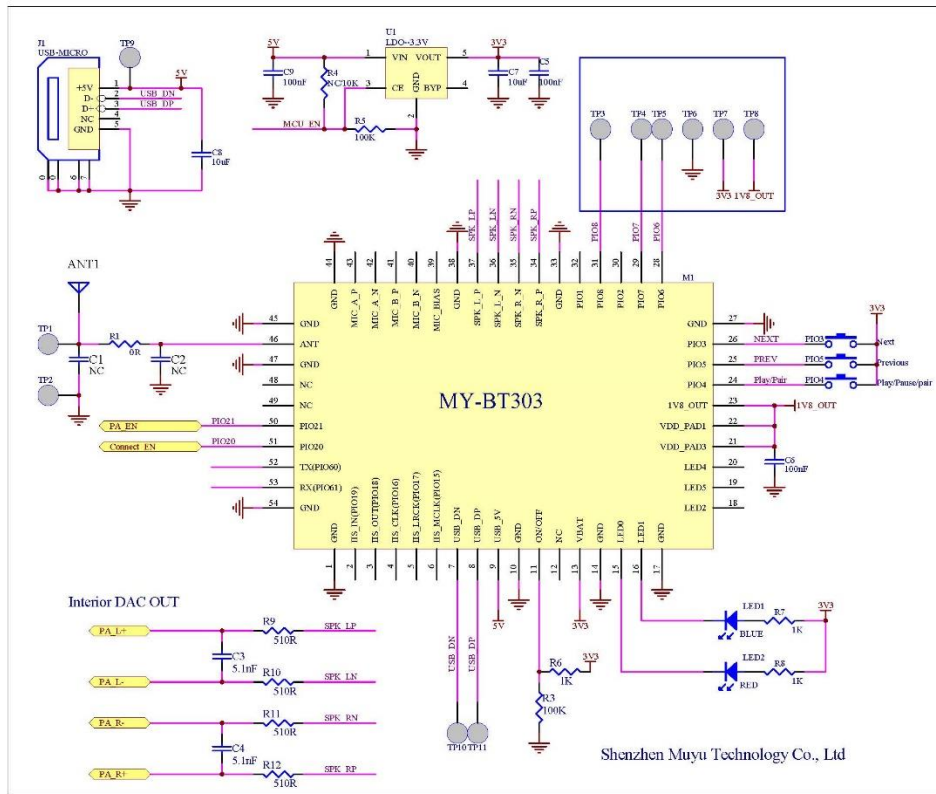 J1
USB-MICRO
TP9
5V
+5V 1
D- 2 USB_DN
D+ 3 USB_DP
NC 4
GND 5
0 0 6 7
C8
10uF
U1
LDO--3.3V
5V
C9
100nF
R4
NC/10K
1 VIN VOUT 5
3 CE GND BYP 4
2
3V3
C7
10uF
C5
100nF
MCU_EN
R5
100K
TP3 TP4 TP5 TP6 TP7 TP8
3V3 1V8_OUT
PIO8 PIO7 PIO6
SPK_LP SPK_LN SPK_RN SPK_RP
44 43 42 41 40 39 38 37 36 35 34 33 32 31 30 29 28
GND MIC_A_P MIC_A_N MIC_B_P MIC_B_N MIC_BIAS GND SPK_L_P SPK_L_N SPK_R_N SPK_R_P GND PIO1 PIO8 PIO2 PIO7 PIO6
M1
MY-BT303
ANT1
TP1
TP2
R1
0R
C1
NC
C2
NC
45 GND
46 ANT
47 GND
48 NC
49 NC
PA_EN PIO21 50 PIO21
Connect_EN PIO20 51 PIO20
52 TX(PIO60)
53 RX(PIO61)
54 GND
GND 27
PIO3 26 NEXT PIO3 Next
PIO5 25 PREV PIO5 Previous
PIO4 24 Play/Pair PIO4 Play/Pause/pair
3V3
1V8_OUT 23 1V8_OUT
VDD_PAD1 22
VDD_PAD3 21
LED4 20
LED5 19
LED2 18
C6
100nF
GND IIS_IN(PIO19) IIS_OUT(PIO18) IIS_CLK(PIO16) IIS_LRCK(PIO17) IIS_MCLK(PIO15) USB_DN USB_DP USB_5V GND ON/OFF NC VBAT GND LED0 LED1 GND
1 2 3 4 5 6 7 8 9 10 11 12 13 14 15 16 17
USB_DN USB_DP
5V
3V3
TP10 TP11
R6
1K
3V3
R3
100K
LED1
BLUE
R7
1K
3V3
LED2
RED
R8
1K
Interior DAC OUT
PA_L+ R9 SPK_LP
510R
C3
5.1nF
PA_L- R10 SPK_LN
510R
PA_R- R11 SPK_RN
510R
C4
5.1nF
PA_R+ R12 SPK_RP
510R
Shenzhen Muyu Technology Co., Ltd